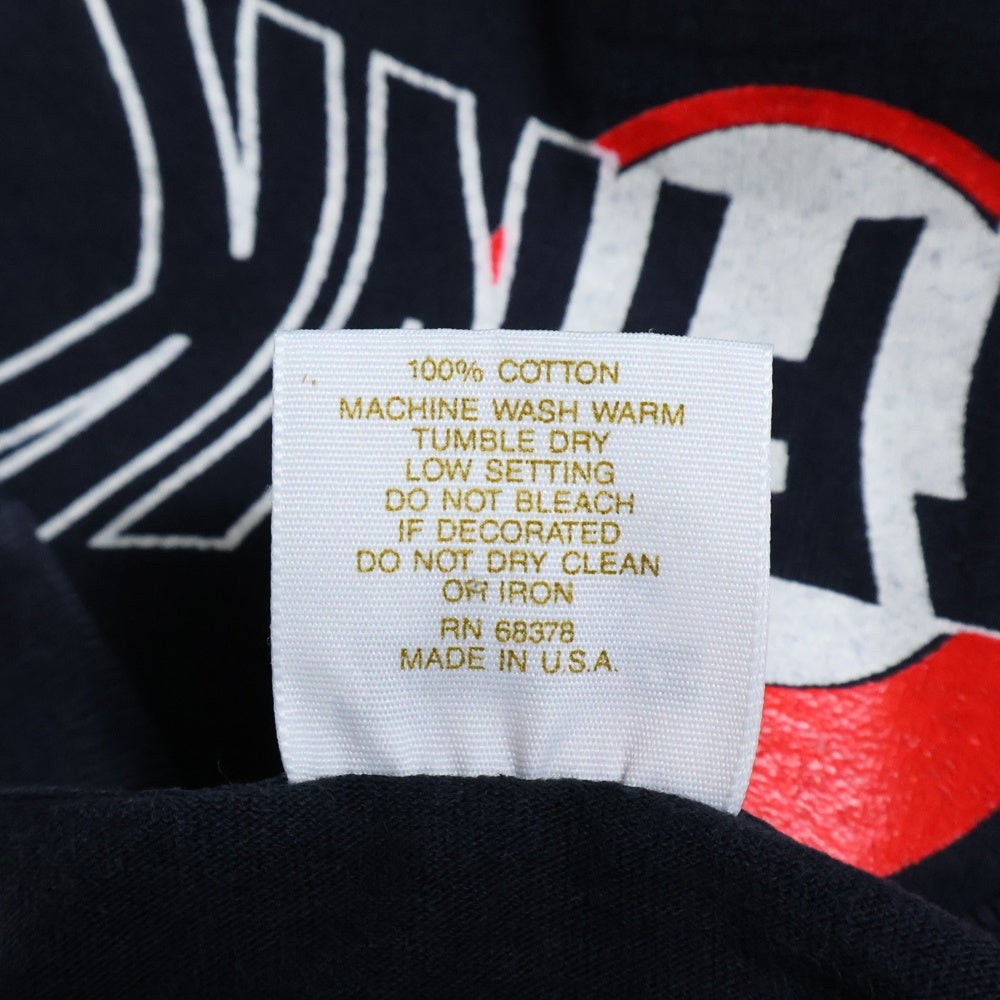 100% COTTON
MACHINE WASH WARM
TUMBLE DRY
LOW SETTING
DO NOT BLEACH
IF DECORATED
DO NOT DRY CLEAN
OR IRON
RN 68378
MADE IN U.S.A.